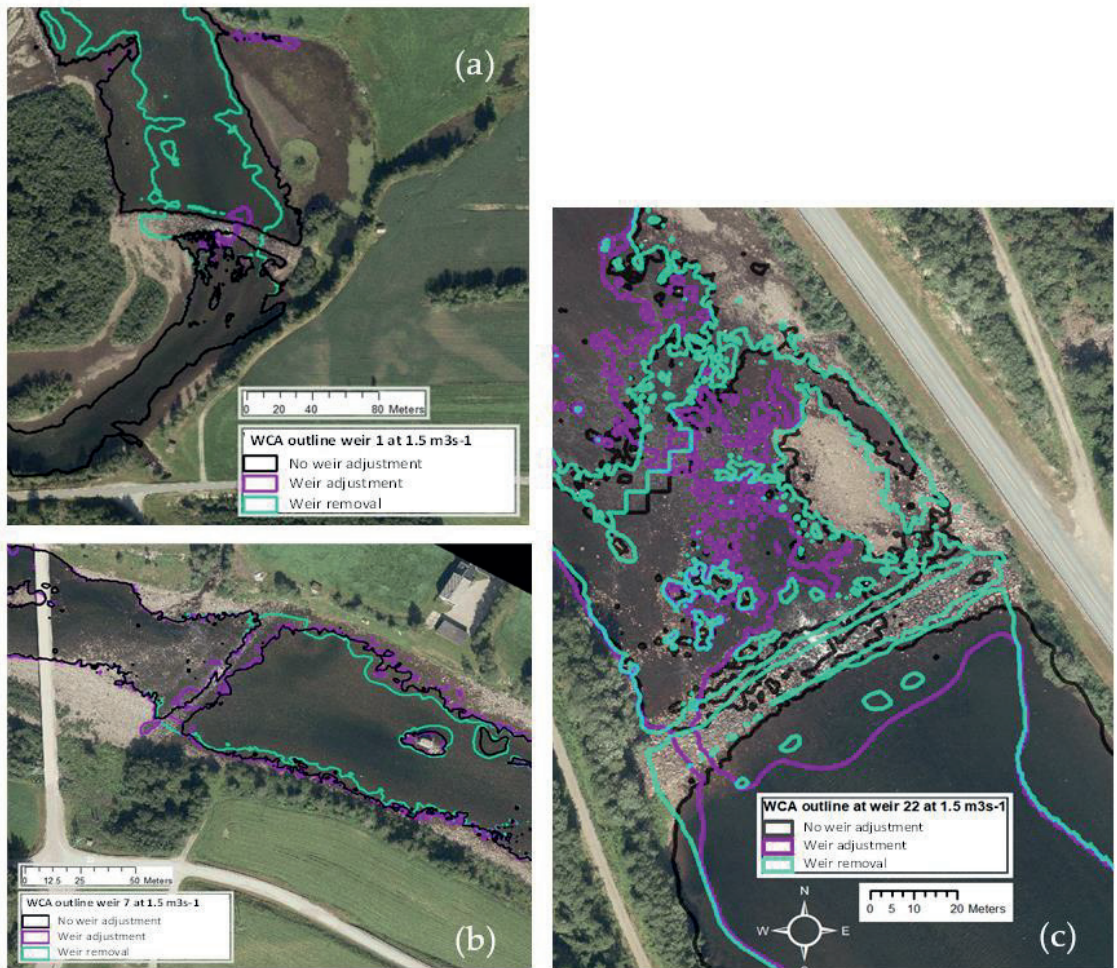 (a)
0 20 40 80 Meters
WCA outline weir 1 at 1.5 m3s-1
No weir adjustment
Weir adjustment
Weir removal
0 12.5 25 50 Meters
WCA outline weir 7 at 1.5 m3s-1
No weir adjustment
Weir adjustment
Weir removal
(b)
WCA outline at weir 22 at 1.5 m3s-1
No weir adjustment
Weir adjustment
Weir removal
N
W E
0 5 10 20 Meters
(c)